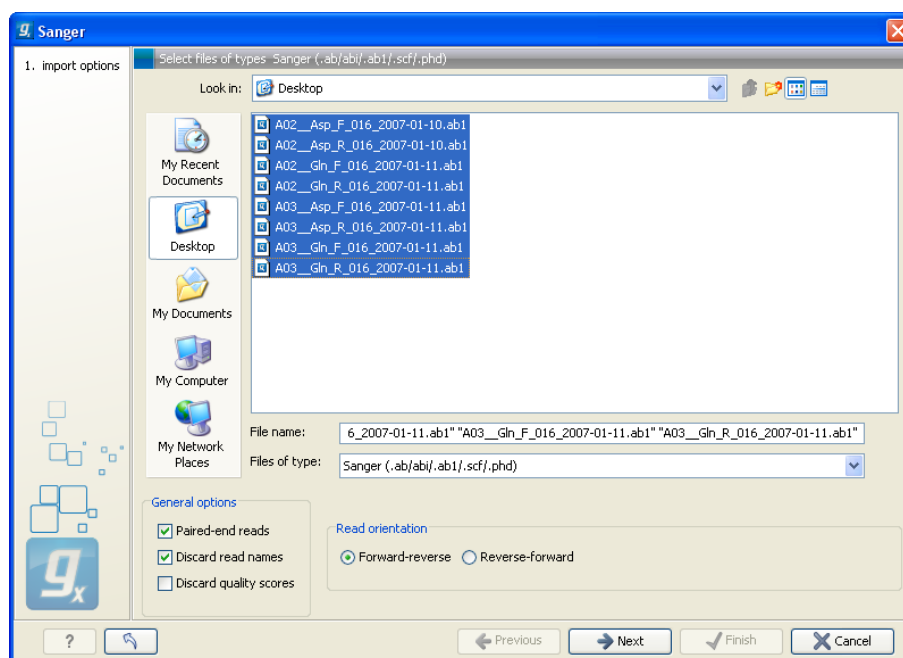 Sanger
1. import options
Select files of types Sanger (.ab/abi/.ab1/.scf/.phd)
Look in:
Desktop
My Recent
Documents
Desktop
My Documents
My Computer
My Network
Places
A02__Asp_F_016_2007-01-10.ab1
A02__Asp_R_016_2007-01-10.ab1
A02__Gln_F_016_2007-01-11.ab1
A02__Gln_R_016_2007-01-11.ab1
A03__Asp_F_016_2007-01-11.ab1
A03__Asp_R_016_2007-01-11.ab1
A03__Gln_F_016_2007-01-11.ab1
A03__Gln_R_016_2007-01-11.ab1
File name:
6_2007-01-11.ab1" "A03__Gln_F_016_2007-01-11.ab1" "A03__Gln_R_016_2007-01-11.ab1"
Files of type:
Sanger (.ab/abi/.ab1/.scf/.phd)
General options
Paired-end reads
Discard read names
Discard quality scores
Read orientation
Forward-reverse
Reverse-forward
gx
?
Previous
Next
Finish
Cancel